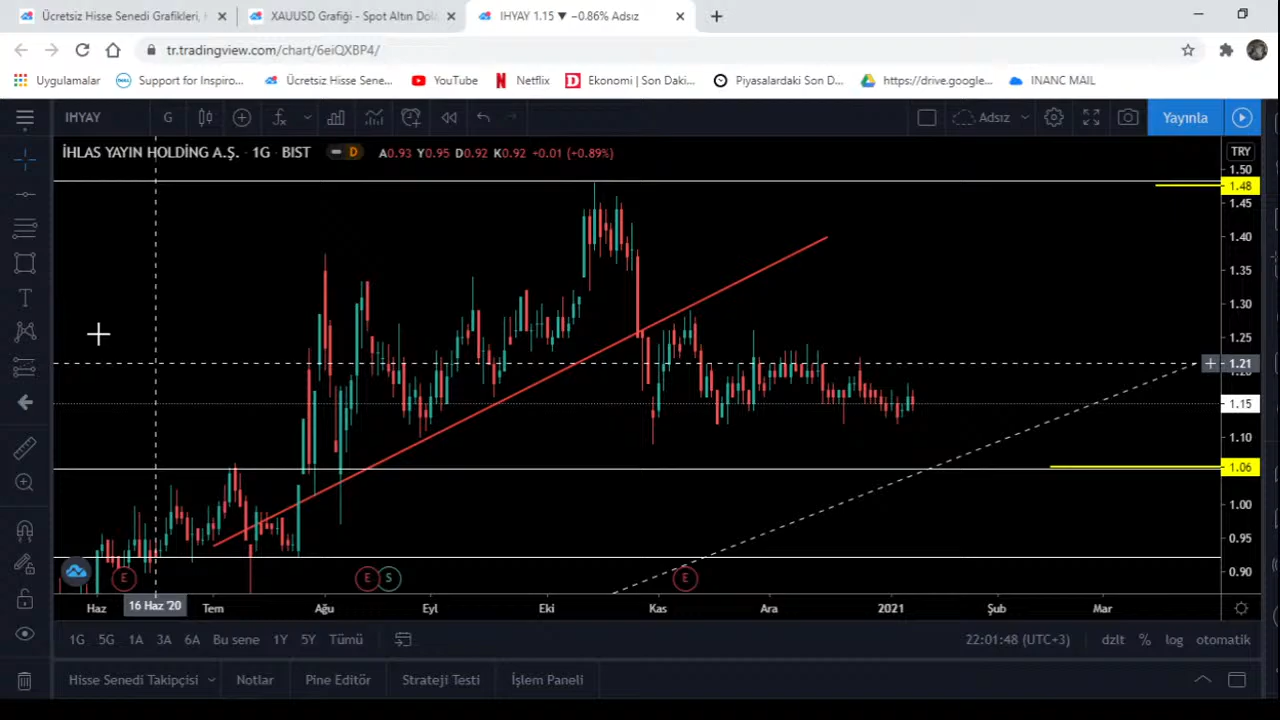 Ücretsiz Hisse Senedi Grafikleri,
XAUUSD Grafiği - Spot Altın Dol
IHYAY 1.15 ▼ −0.86% Adsız
tr.tradingview.com/chart/6eiQXBP4/
Uygulamalar
Support for Inspiro...
Ücretsiz Hisse Sene...
YouTube
Netflix
Ekonomi | Son Daki...
Piyasalardaki Son D...
https://drive.google...
INANC MAIL
IHYAY
G
Adsız
Yayınla
İHLAS YAYIN HOLDİNG A.Ş. · 1G · BIST
D
A0.93 Y0.95 D0.92 K0.92 +0.01 (+0.89%)
TRY
1.50
1.48
1.45
1.40
1.35
1.30
1.25
1.21
1.15
1.10
1.06
1.00
0.95
0.90
E
E
S
E
Haz
16 Haz '20
Tem
Ağu
Eyl
Eki
Kas
Ara
2021
Şub
Mar
1G
5G
1A
3A
6A
Bu sene
1Y
5Y
Tümü
22:01:48 (UTC+3)
dzlt
%
log
otomatik
Hisse Senedi Takipçisi
Notlar
Pine Editör
Strateji Testi
İşlem Paneli